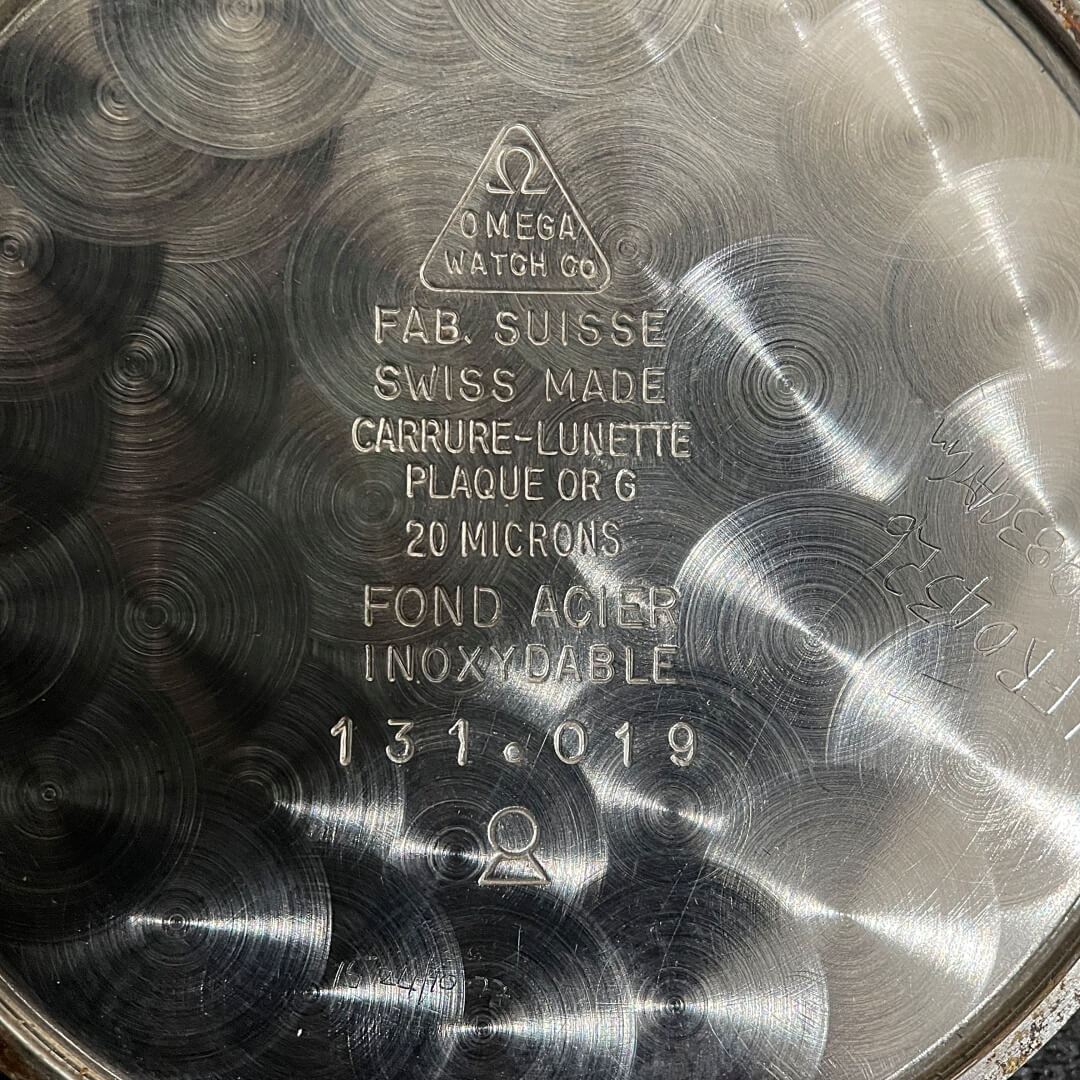 Ω
OMEGA
WATCH CO
FAB. SUISSE
SWISS MADE
CARRURE-LUNETTE
PLAQUE OR G
20 MICRONS
FOND ACIER
INOXYDABLE
131.019